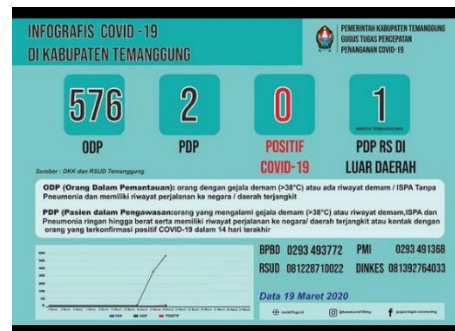 INFOGRAFIS COVID -19
DI KABUPATEN TEMANGGUNG
PEMERINTAH KABUPATEN TEMANGGUNG
GUGUS TUGAS PERCEPATAN
PENANGANAN COVID-19
576
ODP
2
PDP
0
POSITIF
COVID-19
1
WARGA TEMANGGUNG
PDP RS DI
LUAR DAERAH
Sumber : DKK dan RSUD Temanggung
ODP (Orang Dalam Pemantauan): orang dengan gejala demam (>38°C) atau ada riwayat demam / ISPA Tanpa
Pneumonia dan memiliki riwayat perjalanan ke negara / daerah terjangkit
PDP (Pasien dalam Pengawasan:orang yang mengalami gejala demam (>38°C) atau riwayat demam,ISPA dan
Pneumonia ringan hingga berat serta memiliki riwayat perjalanan ke negara/ daerah terjangkit atau kontak dengan
orang yang terkonfirmasi positif COVID-19 dalam 14 hari terakhir
BPBD 0293 493772 PMI 0293 491368
RSUD 081228710022 DINKES 081392764033
PDP ODP POSITIF
Data 19 Maret 2020